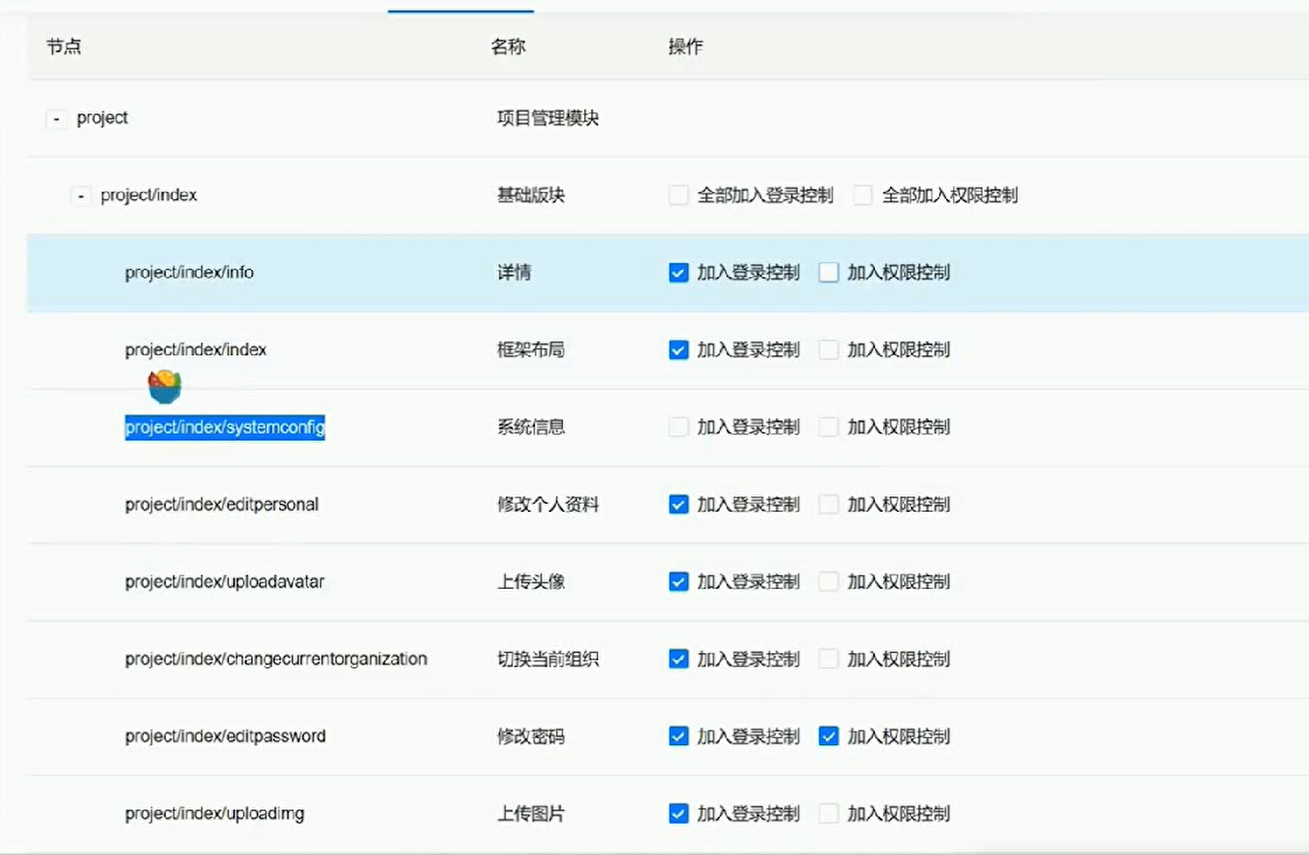 节点 名称 操作
- project 项目管理模块
- project/index 基础版块 全部加入登录控制 全部加入权限控制
project/index/info 详情 加入登录控制 加入权限控制
project/index/index 框架布局 加入登录控制 加入权限控制
project/index/systemconfig 系统信息 加入登录控制 加入权限控制
project/index/editpersonal 修改个人资料 加入登录控制 加入权限控制
project/index/uploadavatar 上传头像 加入登录控制 加入权限控制
project/index/changecurrentorganization 切换当前组织 加入登录控制 加入权限控制
project/index/editpassword 修改密码 加入登录控制 加入权限控制
project/index/uploadimg 上传图片 加入登录控制 加入权限控制